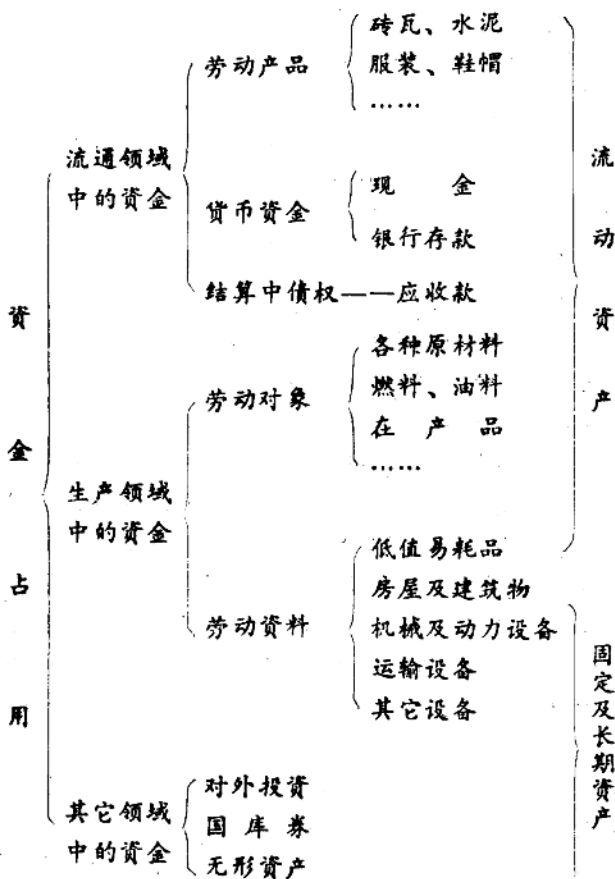 资金占用
流通领域
中的资金
劳动产品
砖瓦、水泥
服装、鞋帽
……
货币资金
现 金
银行存款
结算中债权——应收款
生产领域
中的资金
劳动对象
各种原材料
燃料、油料
在 产 品
……
劳动资料
低值易耗品
房屋及建筑物
机械及动力设备
运输设备
其它设备
其它领域
中的资金
对外投资
国 库 券
无形资产
流动资产
固定及长期资产